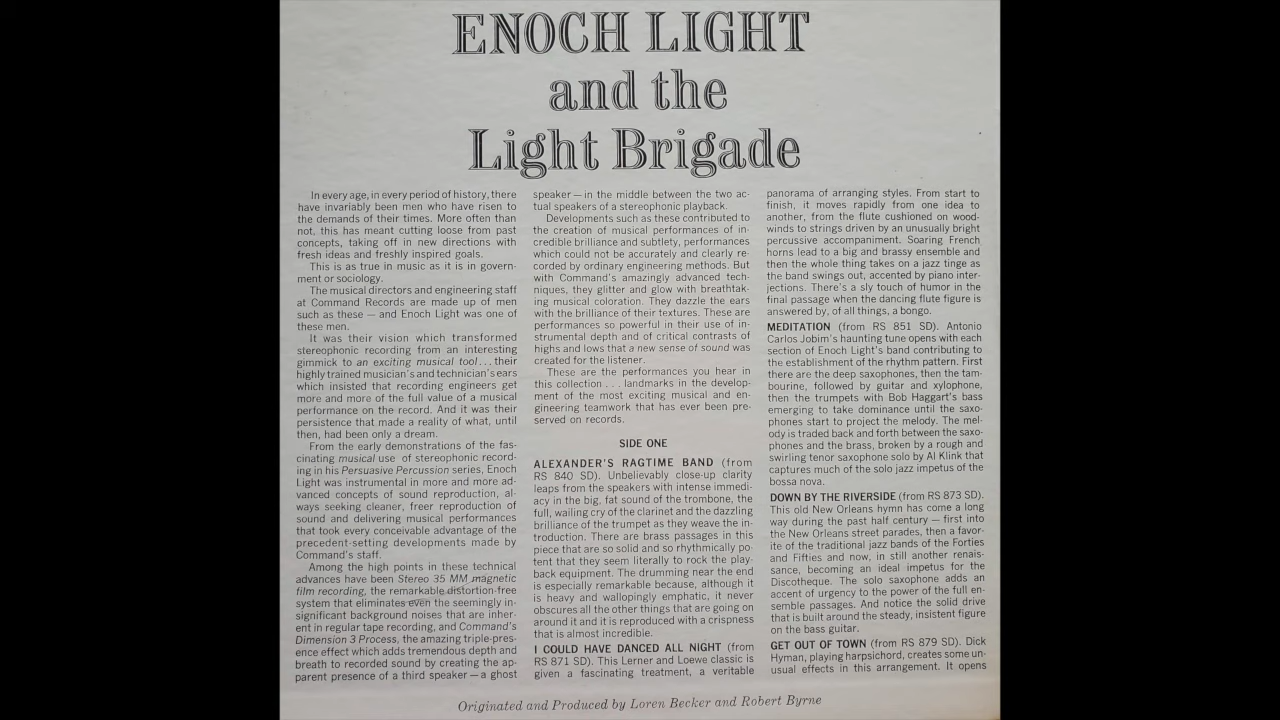 ENOCH LIGHT
and the
Light Brigade
In every age, in every period of history, there
have invariably been men who have risen to
the demands of their times. More often than
not, this has meant cutting loose from past
concepts, taking off in new directions with
fresh ideas and freshly inspired goals.
This is as true in music as it is in govern-
ment or sociology.
The musical directors and engineering staff
at Command Records are made up of men
such as these — and Enoch Light was one of
these men.
It was their vision which transformed
stereophonic recording from an interesting
gimmick to an exciting musical tool . . . their
highly trained musician's and technician's ears
which insisted that recording engineers get
more and more of the full value of a musical
performance on the record. And it was their
persistence that made a reality of what, until
then, had been only a dream.
From the early demonstrations of the fas-
cinating musical use of stereophonic record-
ing in his Persuasive Percussion series, Enoch
Light was instrumental in more and more ad-
vanced concepts of sound reproduction, al-
ways seeking cleaner, freer reproduction of
sound and delivering musical performances
that took every conceivable advantage of the
precedent-setting developments made by
Command's staff.
Among the high points in these technical
advances have been Stereo 35 MM magnetic
film recording, the remarkable distortion-free
system that eliminates even the seemingly in-
significant background noises that are inher-
ent in regular tape recording, and Command's
Dimension 3 Process, the amazing triple-pres-
ence effect which adds tremendous depth and
breath to recorded sound by creating the ap-
parent presence of a third speaker — a ghost
speaker — in the middle between the two ac-
tual speakers of a stereophonic playback.
Developments such as these contributed to
the creation of musical performances of in-
credible brilliance and subtlety, performances
which could not be accurately and clearly re-
corded by ordinary engineering methods. But
with Command's amazingly advanced tech-
niques, they glitter and glow with breathtak-
ing musical coloration. They dazzle the ears
with the brilliance of their textures. These are
performances so powerful in their use of in-
strumental depth and of critical contrasts of
highs and lows that a new sense of sound was
created for the listener.
These are the performances you hear in
this collection . . . landmarks in the develop-
ment of the most exciting musical and en-
gineering teamwork that has ever been pre-
served on records.
SIDE ONE
ALEXANDER'S RAGTIME BAND (from
RS 840 SD). Unbelievably close-up clarity
leaps from the speakers with intense immedi-
acy in the big, fat sound of the trombone, the
full, wailing cry of the clarinet and the dazzling
brilliance of the trumpet as they weave the in-
troduction. There are brass passages in this
piece that are so solid and so rhythmically po-
tent that they seem literally to rock the play-
back equipment. The drumming near the end
is especially remarkable because, although it
is heavy and wallopingly emphatic, it never
obscures all the other things that are going on
around it and it is reproduced with a crispness
that is almost incredible.
I COULD HAVE DANCED ALL NIGHT (from
RS 871 SD). This Lerner and Loewe classic is
given a fascinating treatment, a veritable
panorama of arranging styles. From start to
finish, it moves rapidly from one idea to
another, from the flute cushioned on wood-
winds to strings driven by an unusually bright
percussive accompaniment. Soaring French
horns lead to a big and brassy ensemble and
then the whole thing takes on a jazz tinge as
the band swings out, accented by piano inter-
jections. There's a sly touch of humor in the
final passage when the dancing flute figure is
answered by, of all things, a bongo.
MEDITATION (from RS 851 SD). Antonio
Carlos Jobim's haunting tune opens with each
section of Enoch Light's band contributing to
the establishment of the rhythm pattern. First
there are the deep saxophones, then the tam-
bourine, followed by guitar and xylophone,
then the trumpets with Bob Haggart's bass
emerging to take dominance until the saxo-
phones start to project the melody. The mel-
ody is traded back and forth between the saxo-
phones and the brass, broken by a rough and
swirling tenor saxophone solo by Al Klink that
captures much of the solo jazz impetus of the
bossa nova.
DOWN BY THE RIVERSIDE (from RS 873 SD).
This old New Orleans hymn has come a long
way during the past half century — first into
the New Orleans street parades, then a favor-
ite of the traditional jazz bands of the Forties
and Fifties and now, in still another renais-
sance, becoming an ideal impetus for the
Discotheque. The solo saxophone adds an
accent of urgency to the power of the full en-
semble passages. And notice the solid drive
that is built around the steady, insistent figure
on the bass guitar.
GET OUT OF TOWN (from RS 879 SD). Dick
Hyman, playing harpsichord, creates some un-
usual effects in this arrangement. It opens
Originated and Produced by Loren Becker and Robert Byrne